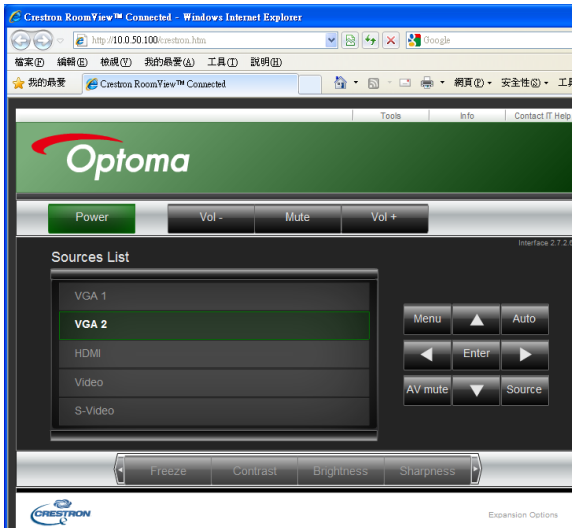 Crestron RoomView™ Connected - Windows Internet Explorer
http://10.0.50.100/crestron.htm
Google
檔案(F) 編輯(E) 檢視(V) 我的最愛(A) 工具(T) 說明(H)
我的最愛 Crestron RoomView™ Connected 網頁(P) 安全性(S) 工具
Tools Info Contact IT Help
Optoma
Power Vol - Mute Vol +
Interface 2.7.2.6
Sources List
VGA 1
VGA 2
HDMI
Video
S-Video
Menu Auto
Enter
AV mute Source
Freeze Contrast Brightness Sharpness
CRESTRON
Expansion Options